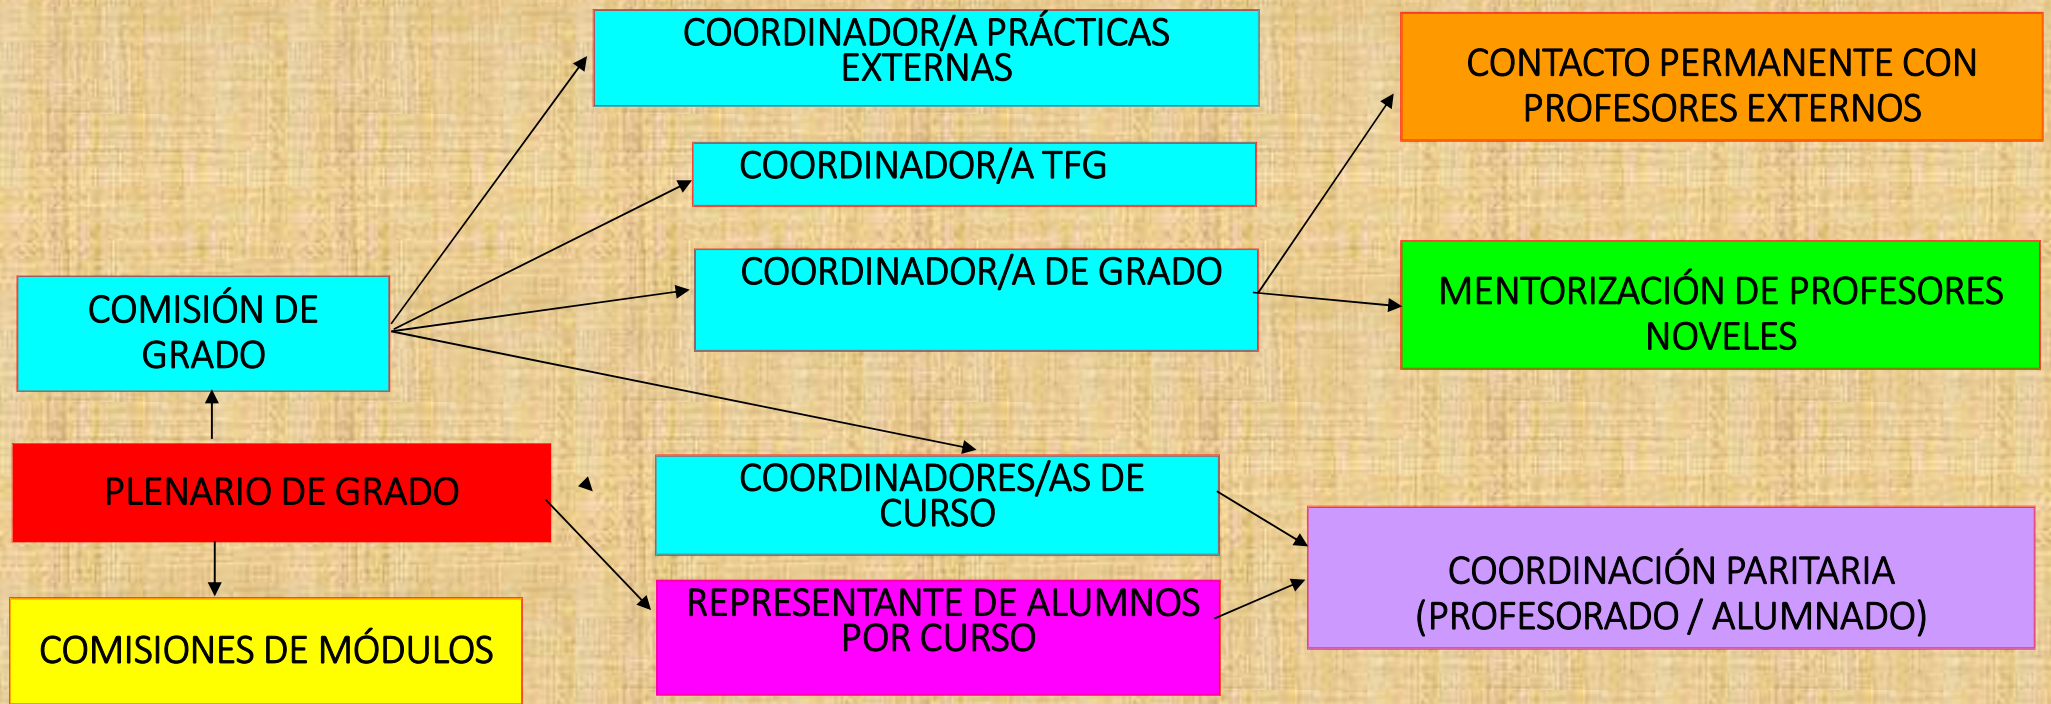 COORDINADOR/A PRÁCTICAS
EXTERNAS
CONTACTO PERMANENTE CON
PROFESORES EXTERNOS
COORDINADOR/A TFG
COORDINADOR/A DE GRADO
MENTORIZACIÓN DE PROFESORES
NOVELES
COMISIÓN DE
GRADO
PLENARIO DE GRADO
COORDINADORES/AS DE
CURSO
COORDINACIÓN PARITARIA
(PROFESORADO / ALUMNADO)
REPRESENTANTE DE ALUMNOS
POR CURSO
COMISIONES DE MÓDULOS